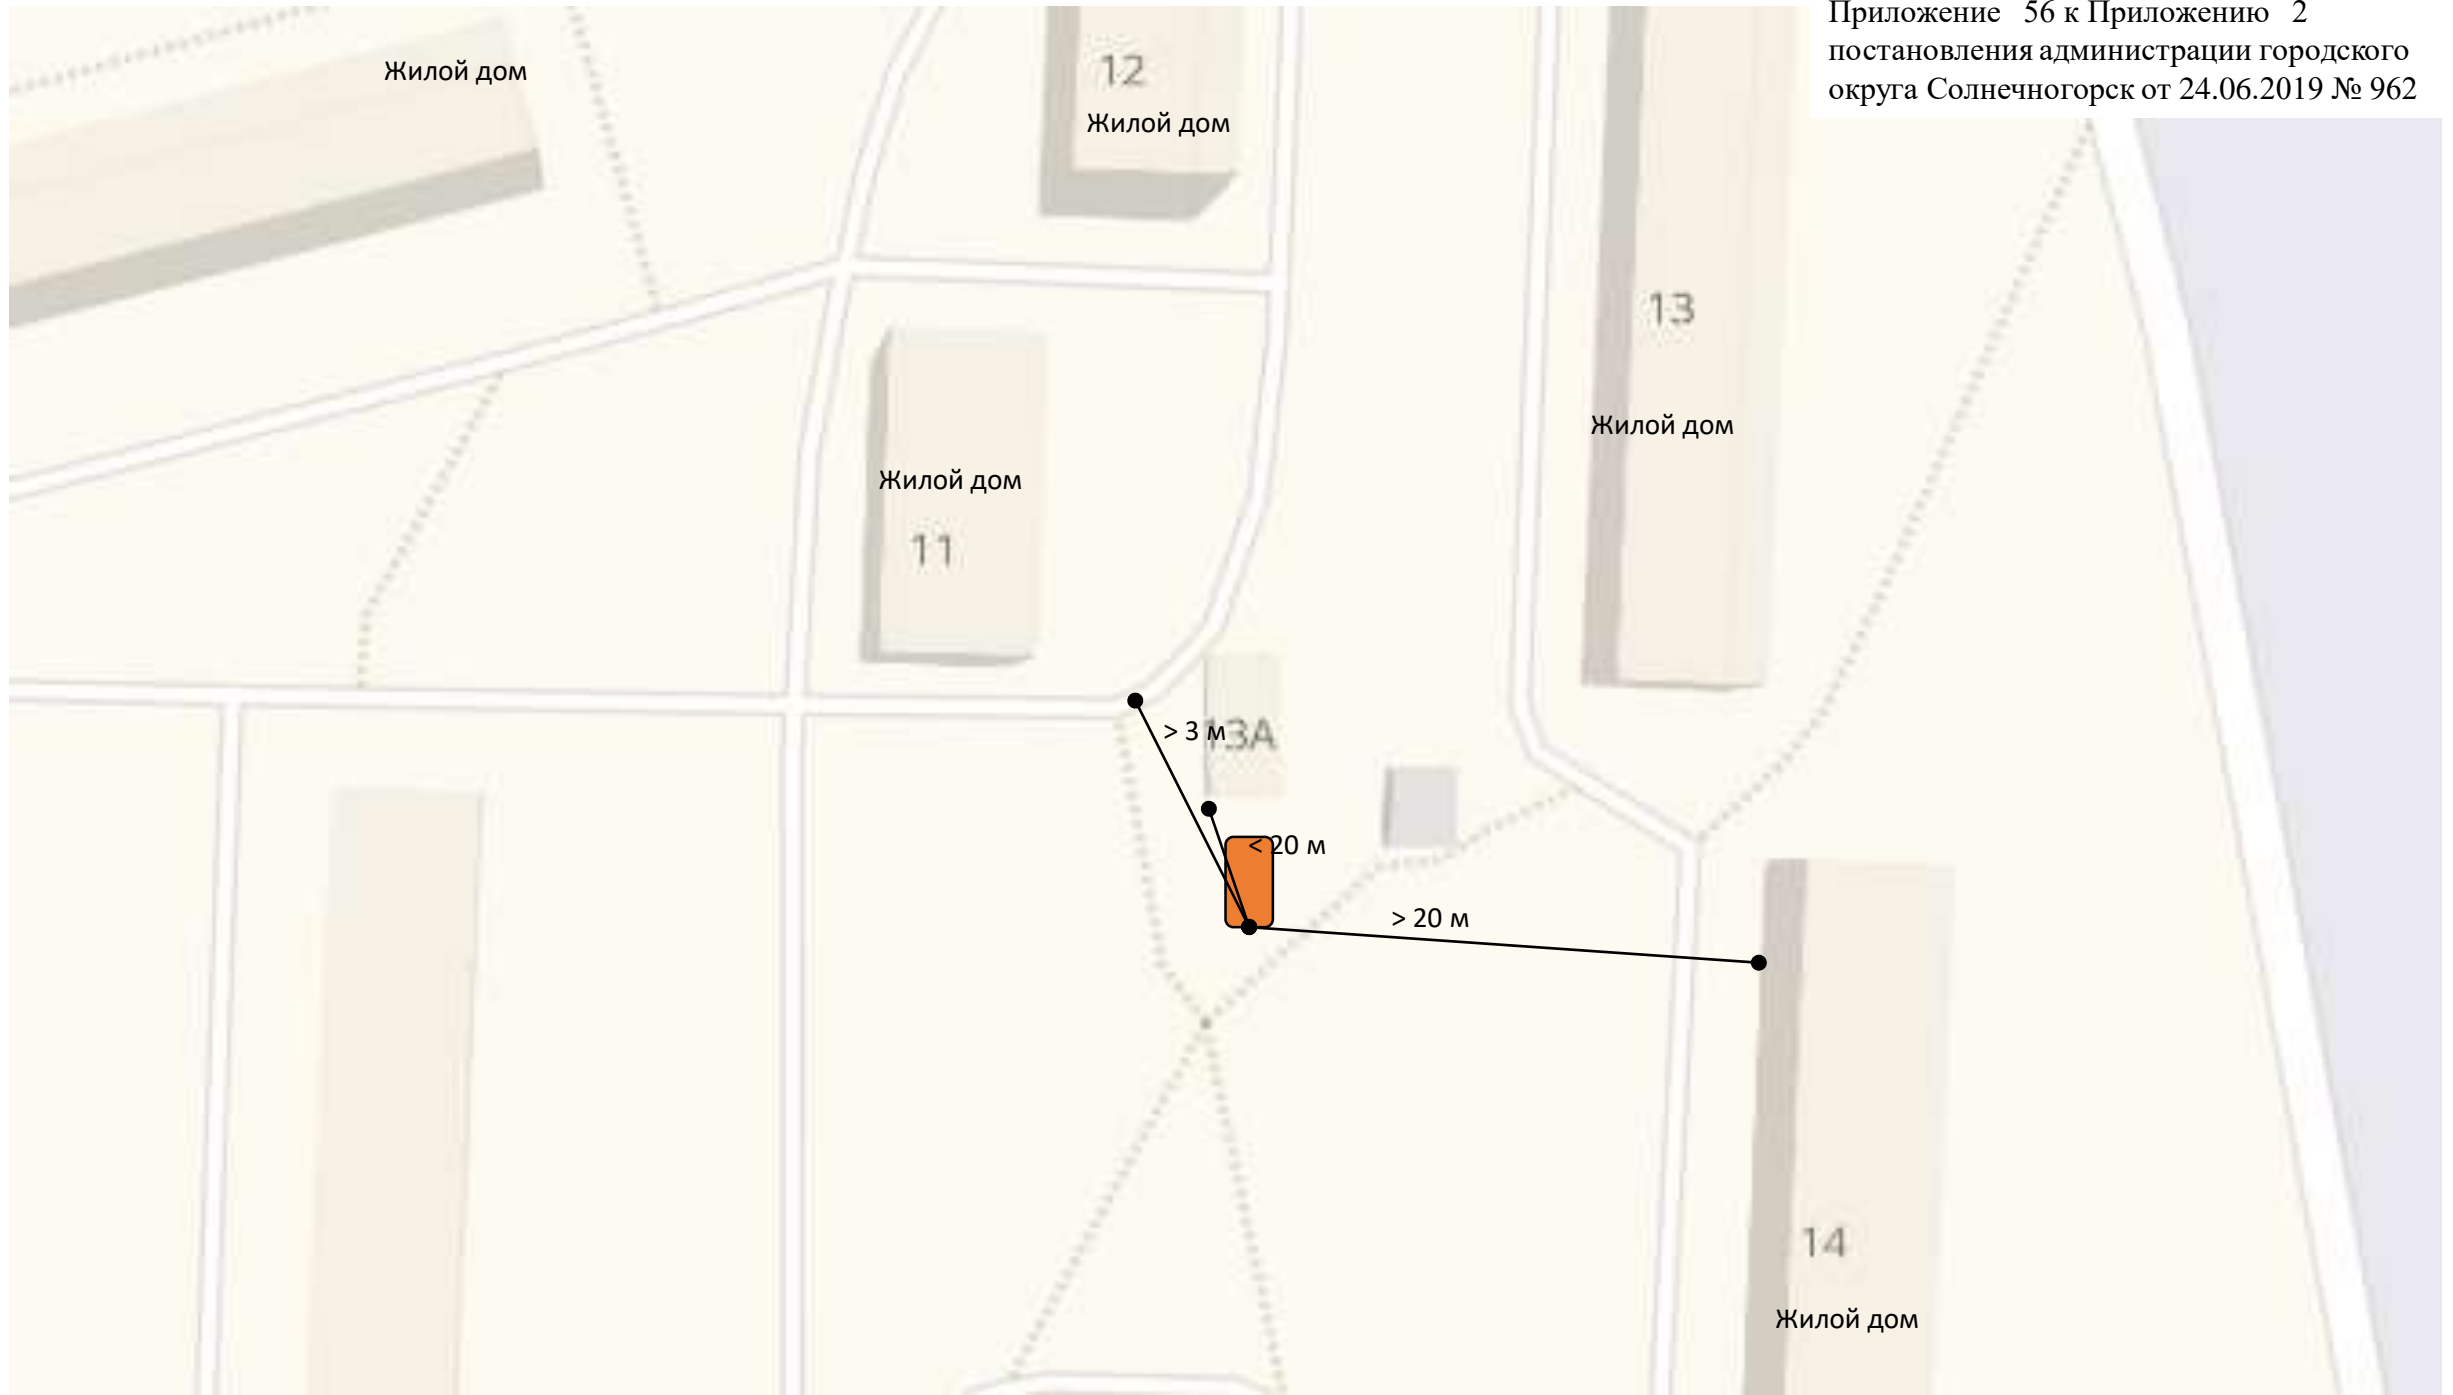 Приложение 56 к Приложению 2
постановления администрации городского
округа Солнечногорск от 24.06.2019 № 962
Жилой дом
12
Жилой дом
13
Жилой дом
Жилой дом
11
> 3 м
13А
< 20 м
> 20 м
14
Жилой дом